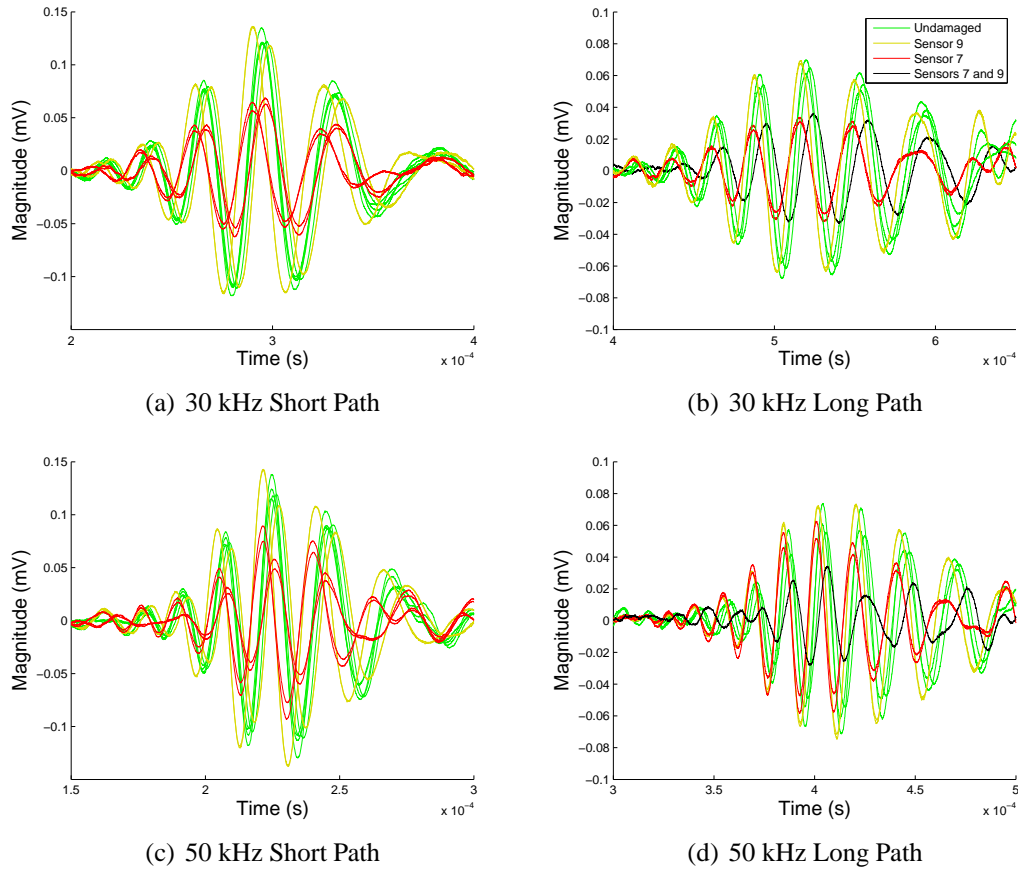 0.15
0.1
0.05
0
−0.05
−0.1
Magnitude (mV)
2
3
4
Time (s)
x 10⁻⁴
(a) 30 kHz Short Path
0.1
0.08
0.06
0.04
0.02
0
−0.02
−0.04
−0.06
−0.08
−0.1
Magnitude (mV)
Undamaged
Sensor 9
Sensor 7
Sensors 7 and 9
4
5
6
Time (s)
x 10⁻⁴
(b) 30 kHz Long Path
0.15
0.1
0.05
0
−0.05
−0.1
Magnitude (mV)
1.5
2
2.5
3
Time (s)
x 10⁻⁴
(c) 50 kHz Short Path
0.1
0.08
0.06
0.04
0.02
0
−0.02
−0.04
−0.06
−0.08
−0.1
Magnitude (mV)
3
3.5
4
4.5
5
Time (s)
x 10⁻⁴
(d) 50 kHz Long Path